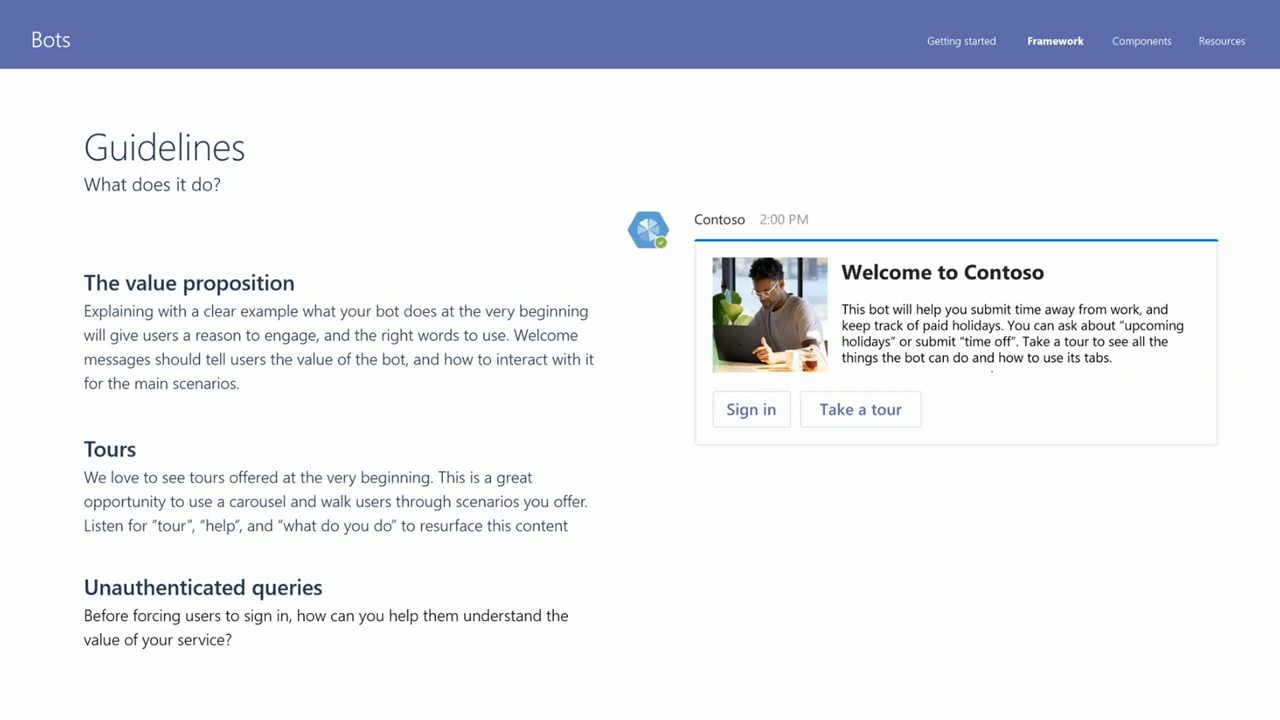 Bots
Getting started
Framework
Components
Resources
Guidelines
What does it do?
The value proposition
Explaining with a clear example what your bot does at the very beginning
will give users a reason to engage, and the right words to use. Welcome
messages should tell users the value of the bot, and how to interact with it
for the main scenarios.
Tours
We love to see tours offered at the very beginning. This is a great
opportunity to use a carousel and walk users through scenarios you offer.
Listen for “tour”, “help”, and “what do you do” to resurface this content
Unauthenticated queries
Before forcing users to sign in, how can you help them understand the
value of your service?
Contoso 2:00 PM
Welcome to Contoso
This bot will help you submit time away from work, and
keep track of paid holidays. You can ask about “upcoming
holidays” or submit “time off”. Take a tour to see all the
things the bot can do and how to use its tabs.
Sign in
Take a tour